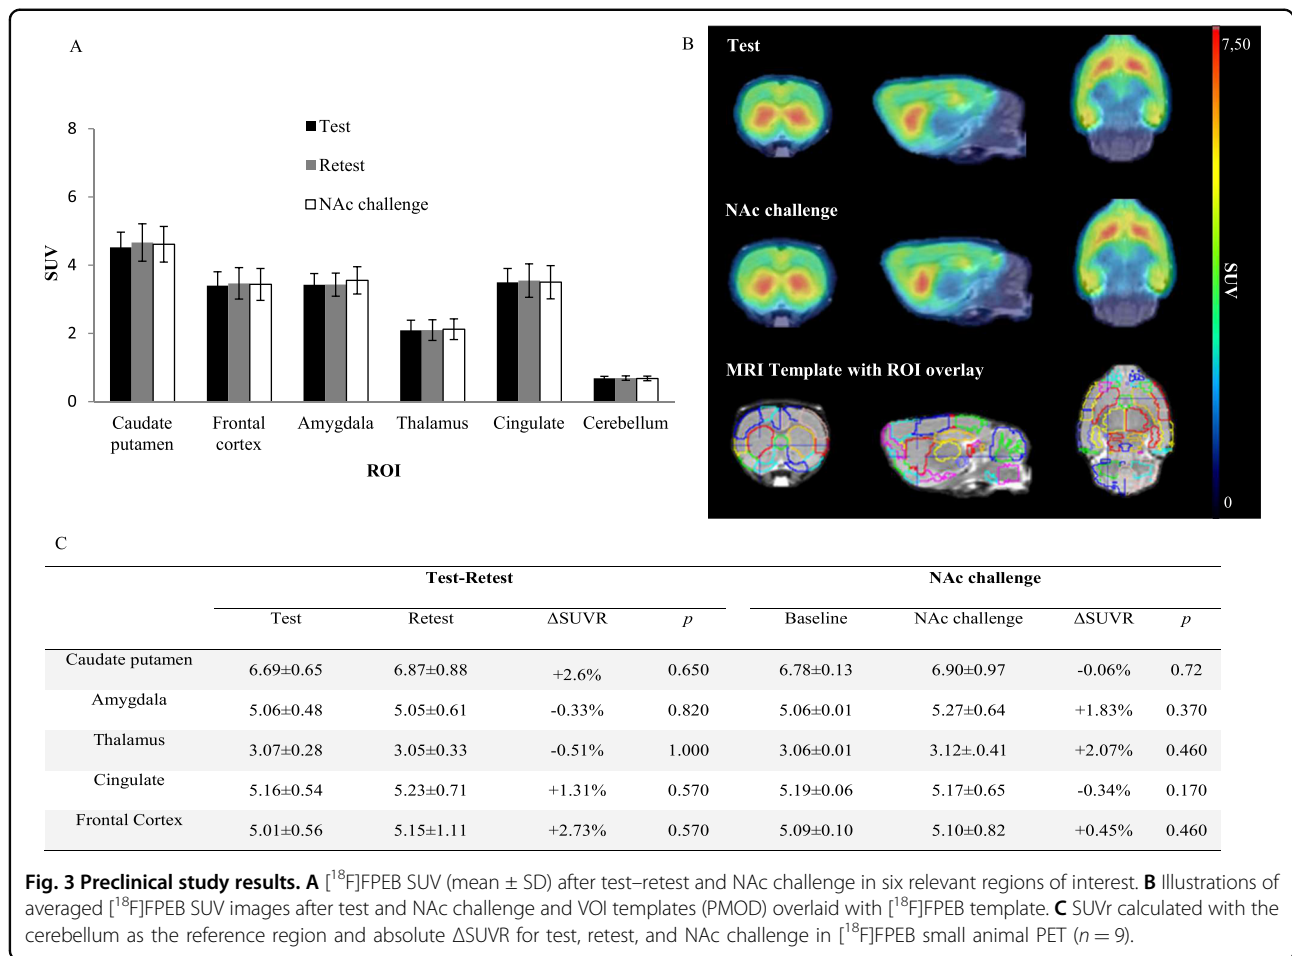 A
8
6
4
2
0
SUV
Test
Retest
NAc challenge
Caudate putamen
Frontal cortex
Amygdala
Thalamus
Cingulate
Cerebellum
ROI
B
Test
NAc challenge
MRI Template with ROI overlay
7,50
SUV
0
C
Test-Retest NAc challenge
Test Retest ΔSUVR p Baseline NAc challenge ΔSUVR p
Caudate putamen 6.69±0.65 6.87±0.88 +2.6% 0.650 6.78±0.13 6.90±0.97 -0.06% 0.72
Amygdala 5.06±0.48 5.05±0.61 -0.33% 0.820 5.06±0.01 5.27±0.64 +1.83% 0.370
Thalamus 3.07±0.28 3.05±0.33 -0.51% 1.000 3.06±0.01 3.12±.0.41 +2.07% 0.460
Cingulate 5.16±0.54 5.23±0.71 +1.31% 0.570 5.19±0.06 5.17±0.65 -0.34% 0.170
Frontal Cortex 5.01±0.56 5.15±1.11 +2.73% 0.570 5.09±0.10 5.10±0.82 +0.45% 0.460
Fig. 3 Preclinical study results. A [18F]FPEB SUV (mean ± SD) after test–retest and NAc challenge in six relevant regions of interest. B Illustrations of
averaged [18F]FPEB SUV images after test and NAc challenge and VOI templates (PMOD) overlaid with [18F]FPEB template. C SUVr calculated with the
cerebellum as the reference region and absolute ΔSUVR for test, retest, and NAc challenge in [18F]FPEB small animal PET (n = 9).